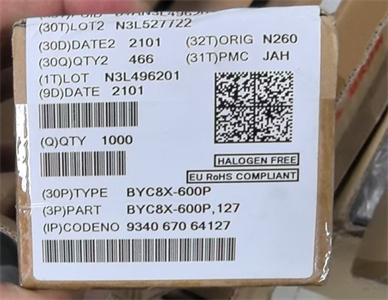 (30T) LOT2 N3L527722
(30D)DATE2 2101 (32T)ORIG N260
(30Q)QTY2 466 (31T)PMC JAH
(1T)LOT N3L496201
(9D)DATE 2101
(Q)QTY 1000
HALOGEN FREE
EU RoHS COMPLIANT
(30P)TYPE BYC8X-600P
(3P)PART BYC8X-600P,127
(IP)CODENO 9340 670 64127